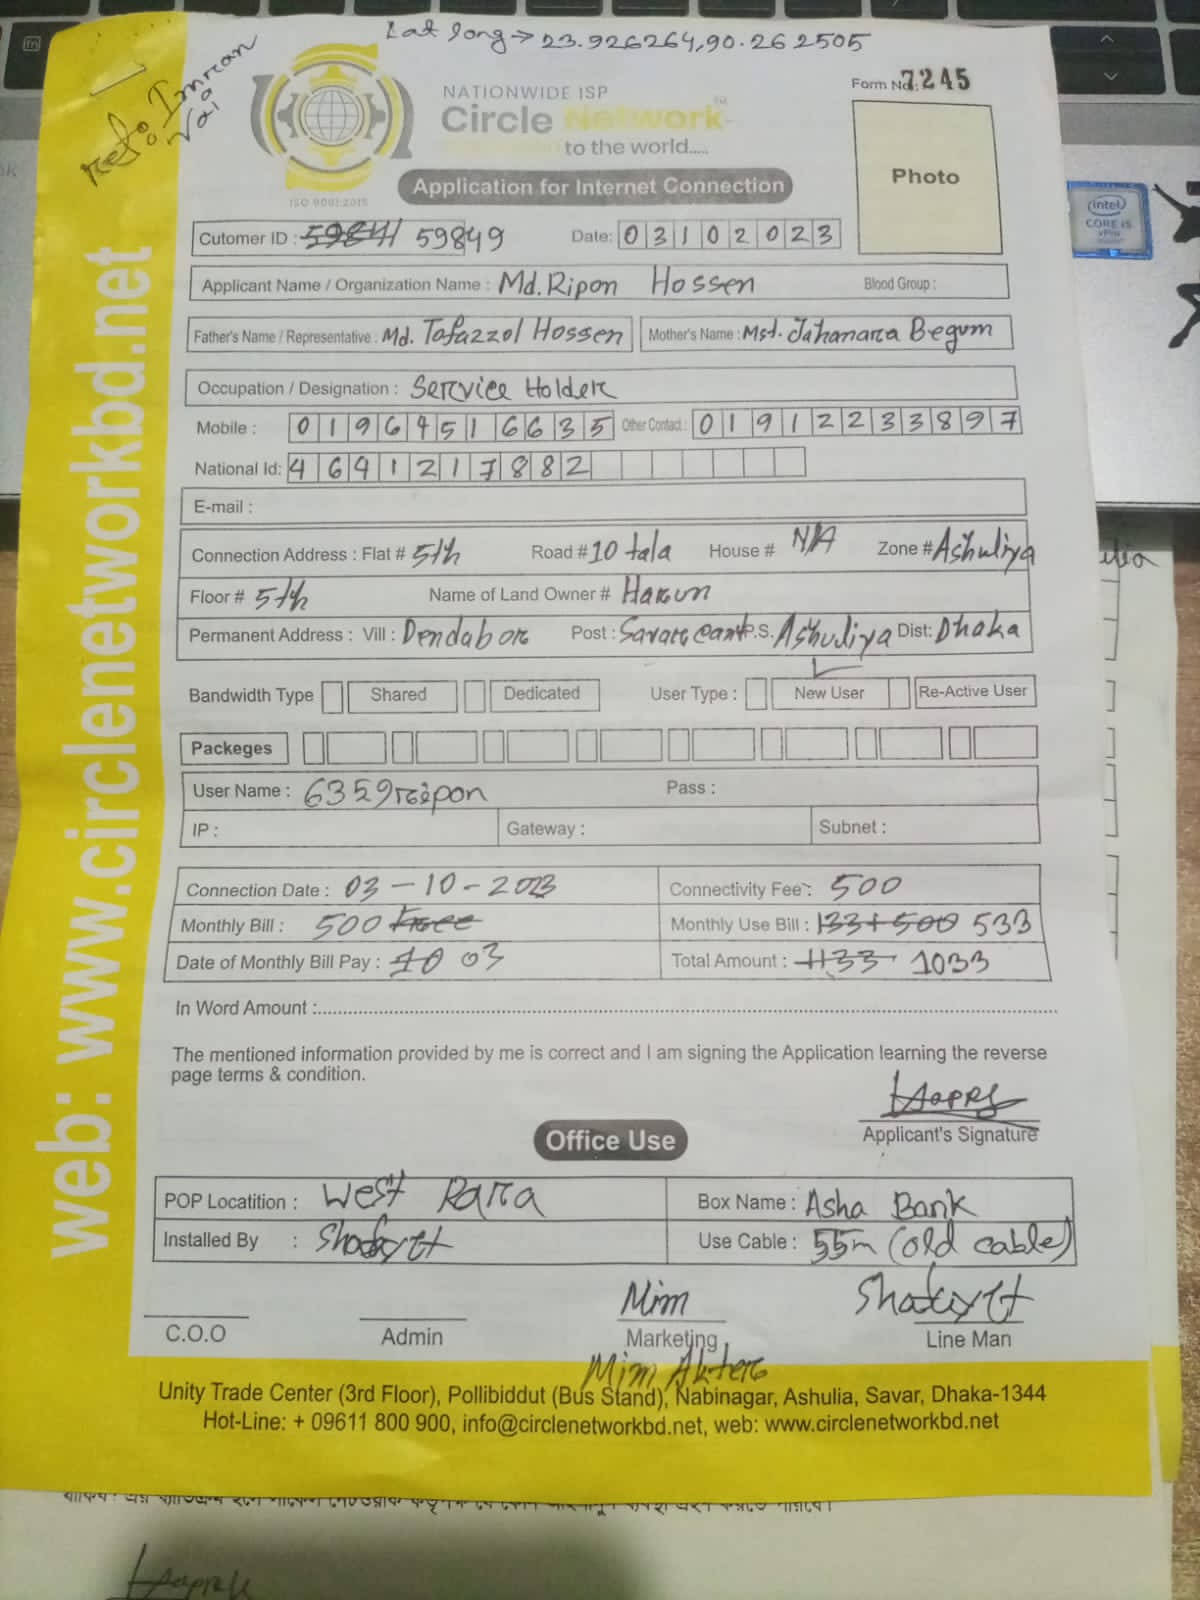 Lat long → 23.926264, 90.262505
Ref: Imran
Vai
NATIONWIDE ISP
Circle Network
to the world.....
ISO 9001:2015
Form No: 7245
Photo
Application for Internet Connection
Cutomer ID : 59841 59849 Date: 03102023
Applicant Name / Organization Name : Md. Ripon Hossen Blood Group :
Father's Name / Representative : Md. Tofazzol Hossen Mother's Name : Mst. Jahanara Begum
Occupation / Designation : Service Holder
Mobile : 01964516635 Other Contact : 01912233897
National Id: 4641217882
E-mail :
Connection Address : Flat # 5th Road # 10 tala House # N/A Zone # Ashuliya
Floor # 5th Name of Land Owner # Harun
Permanent Address : Vill : Dendabor Post : Savar cant P.S. Ashuliya Dist: Dhaka
Bandwidth Type Shared Dedicated User Type : New User Re-Active User
Packeges
User Name : 6359ripon Pass :
IP : Gateway : Subnet :
Connection Date : 03-10-2023 Connectivity Fee : 500
Monthly Bill : 500 Free Monthly Use Bill : 133+500 533
Date of Monthly Bill Pay : 10 03 Total Amount : 1133 1033
In Word Amount :
The mentioned information provided by me is correct and I am signing the Application learning the reverse
page terms & condition.
Applicant's Signature
Office Use
POP Locatition : West Para Box Name : Asha Bank
Installed By : Use Cable : 55m (old cable)
Mim
C.O.O Admin Marketing Line Man
Mim Akter
Unity Trade Center (3rd Floor), Pollibiddut (Bus Stand), Nabinagar, Ashulia, Savar, Dhaka-1344
Hot-Line: + 09611 800 900, info@circlenetworkbd.net, web: www.circlenetworkbd.net
web: www.circlenetworkbd.net
intel
CORE i5
vPro
fn